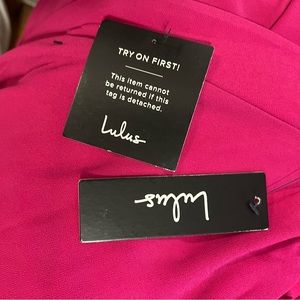 TRY ON FIRST!
This item cannot
be returned if this
tag is detached.
Lulus
Lulus